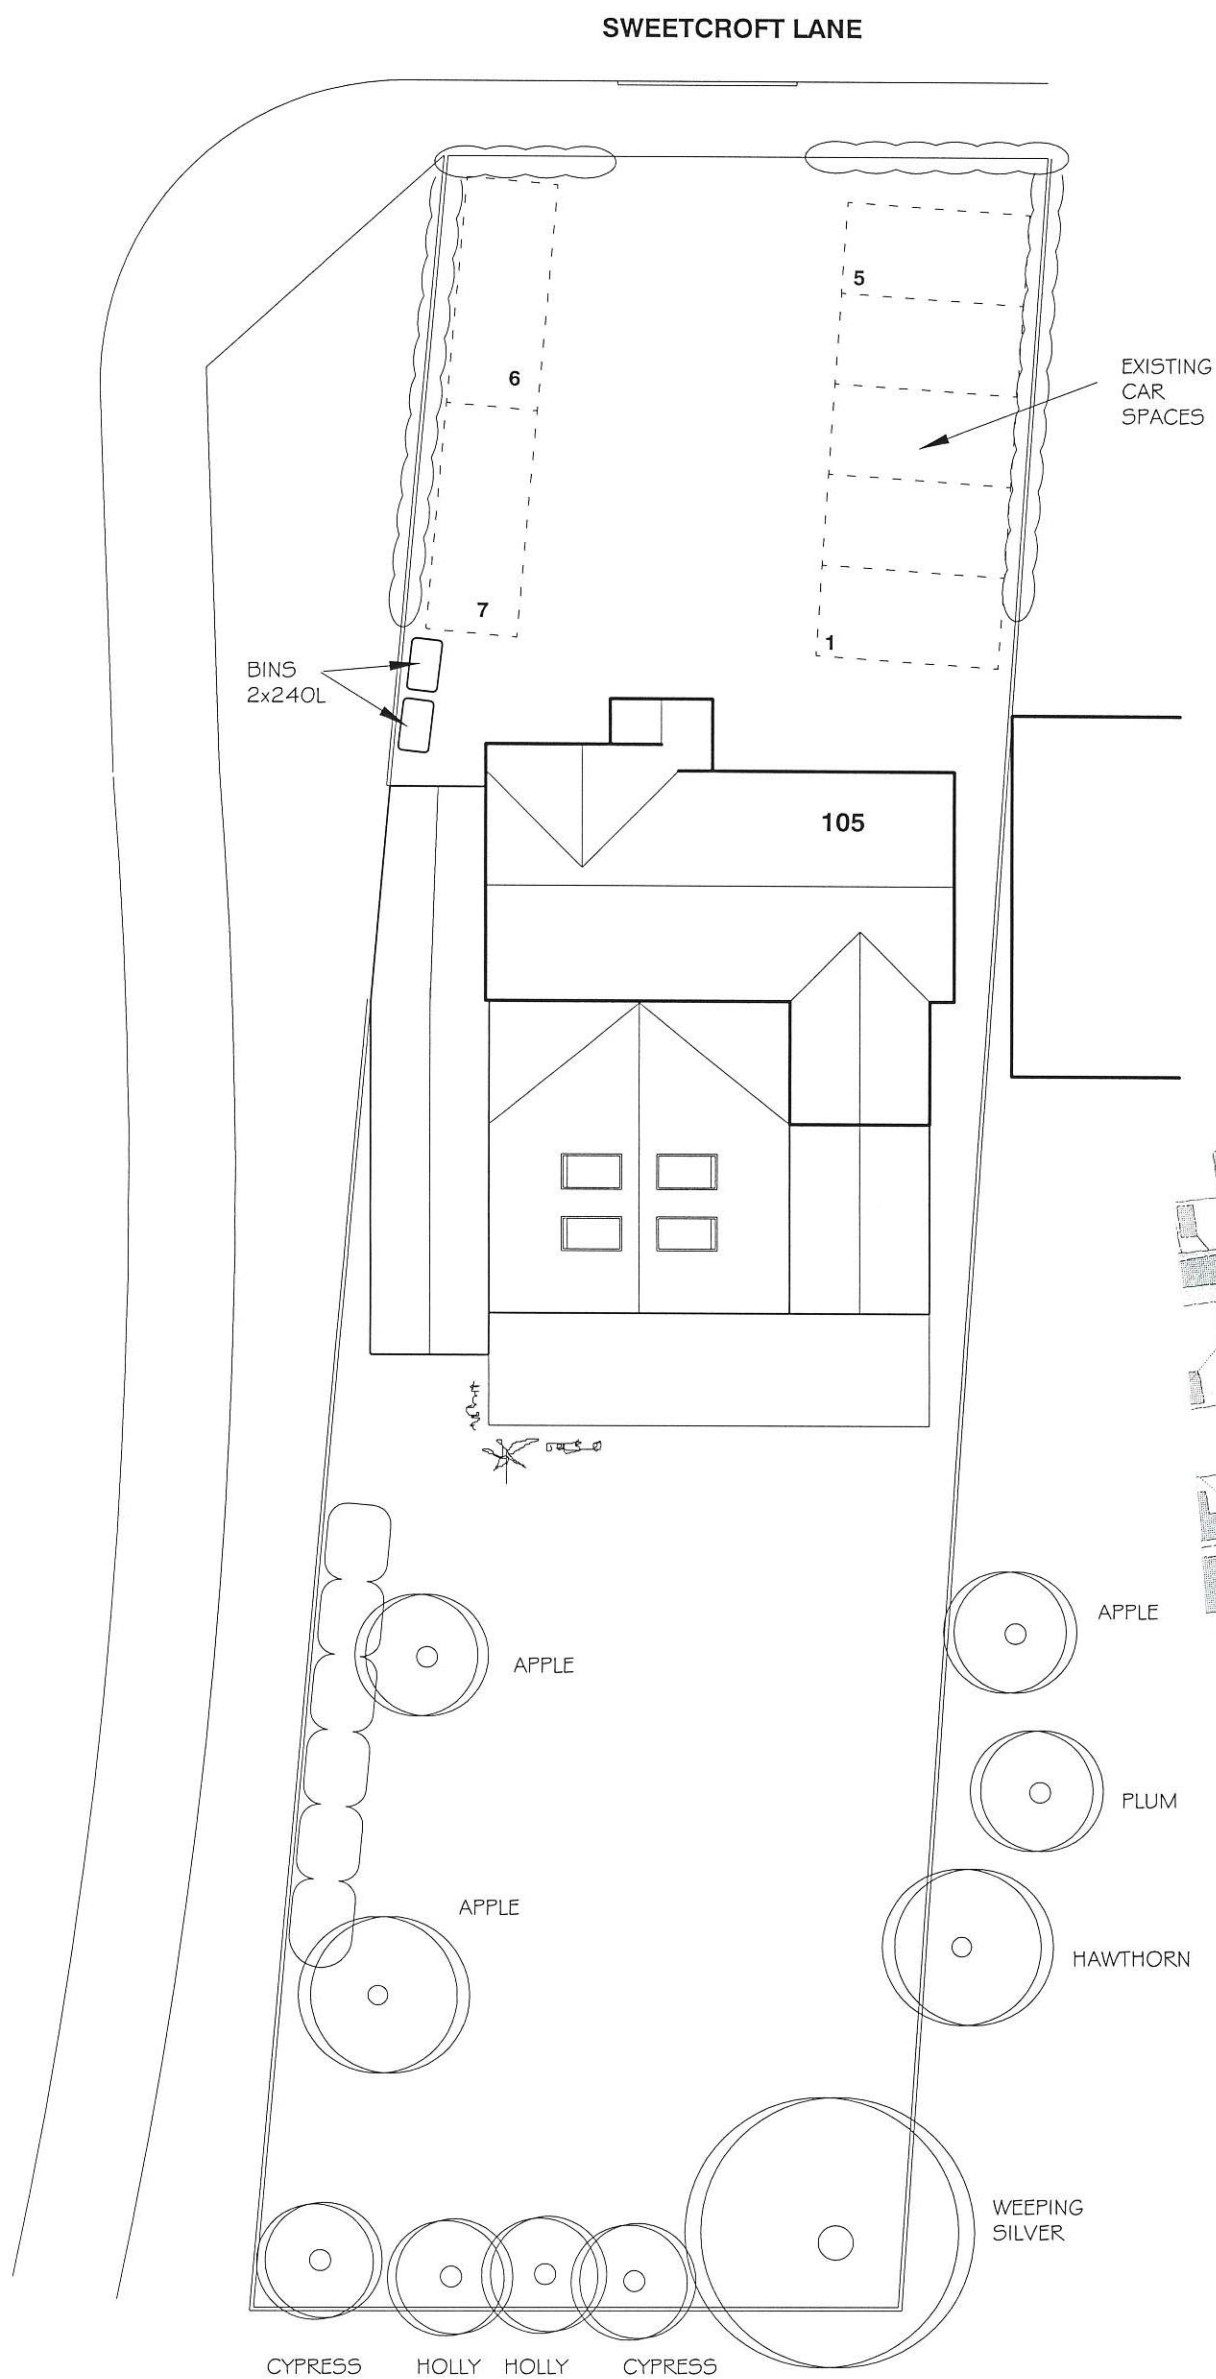 SWEETCROFT LANE
5
6
EXISTING
CAR
SPACES
7
1
BINS
2x240L
105
APPLE
APPLE
PLUM
APPLE
HAWTHORN
WEEPING
SILVER
CYPRESS HOLLY HOLLY CYPRESS